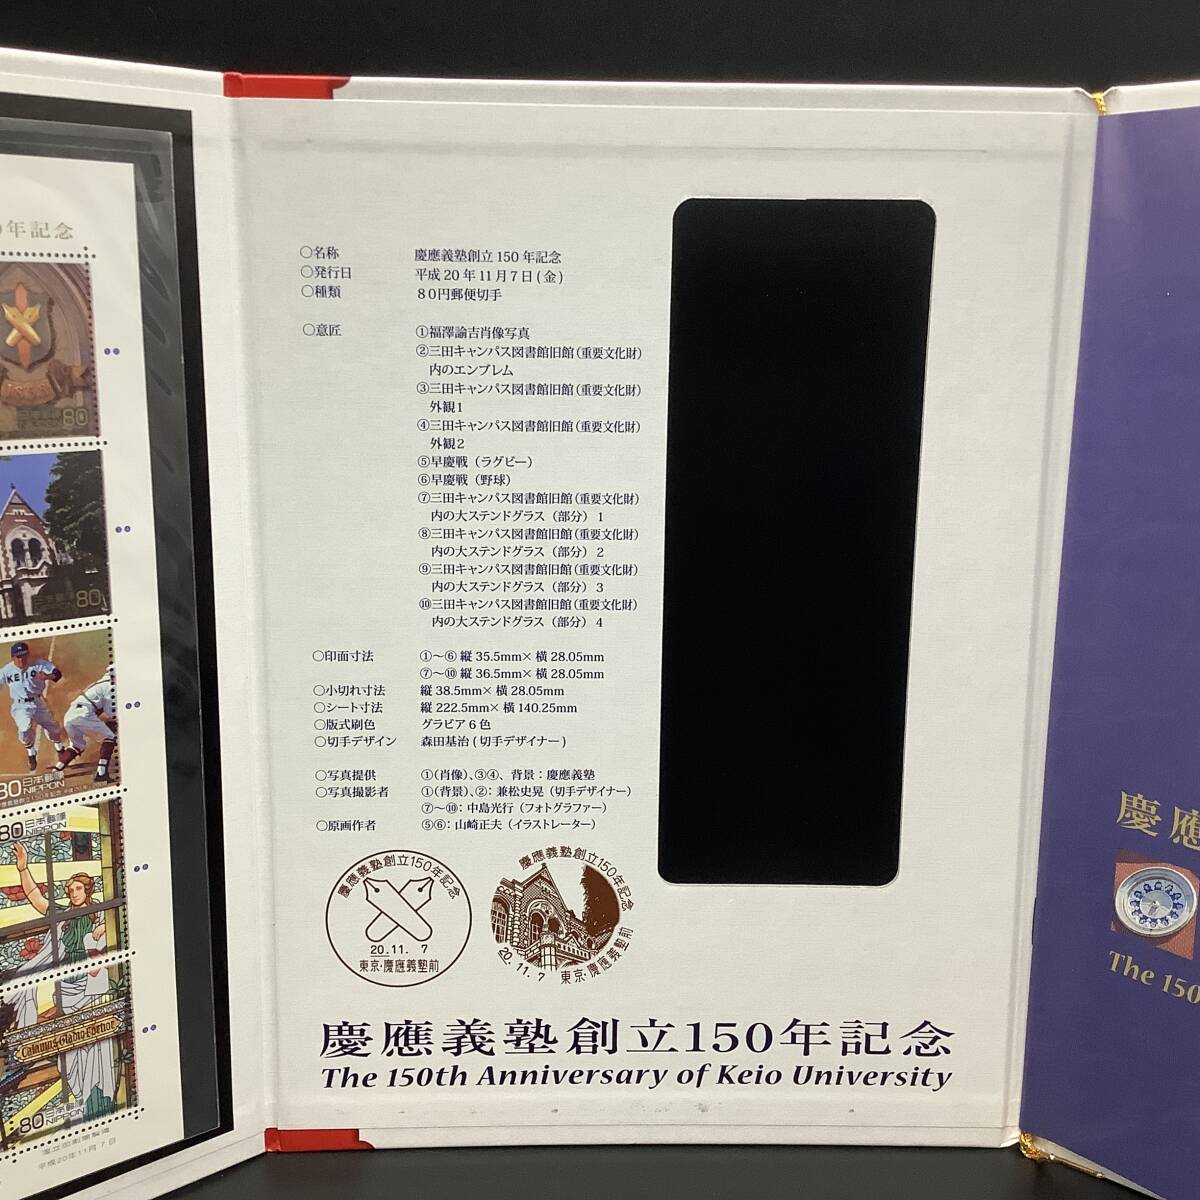 年記念
日本郵便 80
80
KEIO
80 日本郵便
NIPPON
80 日本郵便
NIPPON
Calamus Gladio Fortior
80 日本郵便
NIPPON
平成20年11月7日
○名称 慶應義塾創立150年記念
○発行日 平成20年11月7日(金)
○種類 80円郵便切手
○意匠 ①福澤諭吉肖像写真
②三田キャンパス図書館旧館(重要文化財)
内のエンブレム
③三田キャンパス図書館旧館(重要文化財)
外観1
④三田キャンパス図書館旧館(重要文化財)
外観2
⑤早慶戦(ラグビー)
⑥早慶戦(野球)
⑦三田キャンパス図書館旧館(重要文化財)
内の大ステンドグラス(部分)1
⑧三田キャンパス図書館旧館(重要文化財)
内の大ステンドグラス(部分)2
⑨三田キャンパス図書館旧館(重要文化財)
内の大ステンドグラス(部分)3
⑩三田キャンパス図書館旧館(重要文化財)
内の大ステンドグラス(部分)4
○印面寸法 ①〜⑥ 縦35.5mm×横28.05mm
⑦〜⑩ 縦36.5mm×横28.05mm
○小切れ寸法 縦38.5mm×横28.05mm
○シート寸法 縦222.5mm×横140.25mm
○版式刷色 グラビア6色
○切手デザイン 森田基治(切手デザイナー)
○写真提供 ①(肖像)、③④、背景：慶應義塾
○写真撮影者 ①(背景)、②：兼松史晃(切手デザイナー)
⑦〜⑩：中島光行(フォトグラファー)
○原画作者 ⑤⑥：山崎正夫(イラストレーター)
慶應義塾創立150年記念
20.11.7
東京・慶應義塾前
慶應義塾創立150年記念
20.11.7
東京・慶應義塾前
慶應義塾創立150年記念
The 150th Anniversary of Keio University
慶應
The 150